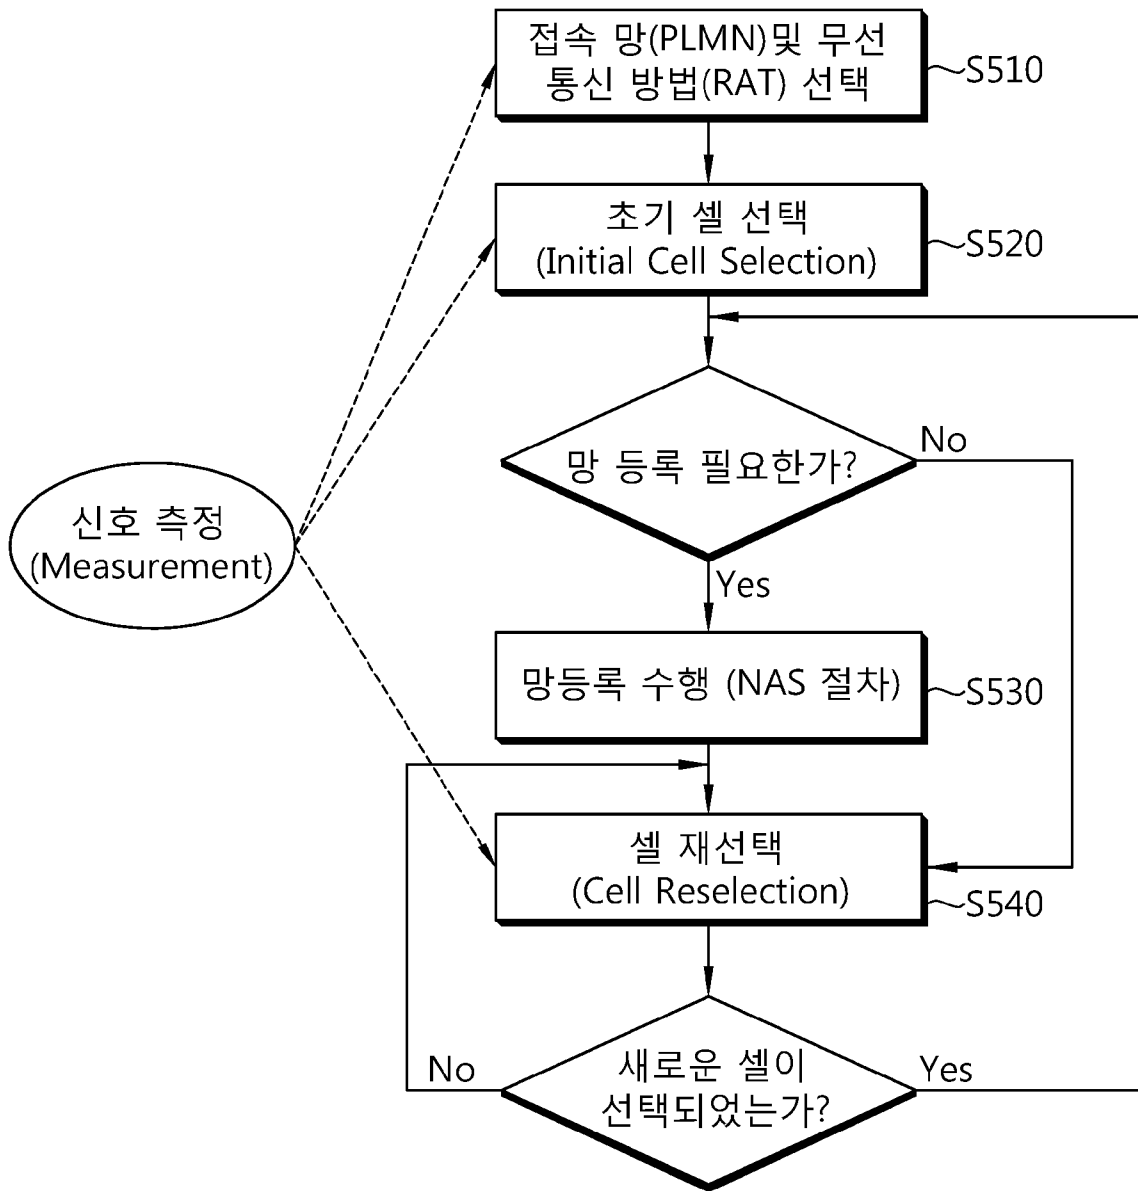 접속 망(PLMN)및 무선
통신 방법(RAT) 선택
S510
초기 셀 선택
(Initial Cell Selection)
S520
망 등록 필요한가?
No
Yes
신호 측정
(Measurement)
망등록 수행 (NAS 절차)
S530
셀 재선택
(Cell Reselection)
S540
새로운 셀이
선택되었는가?
No
Yes